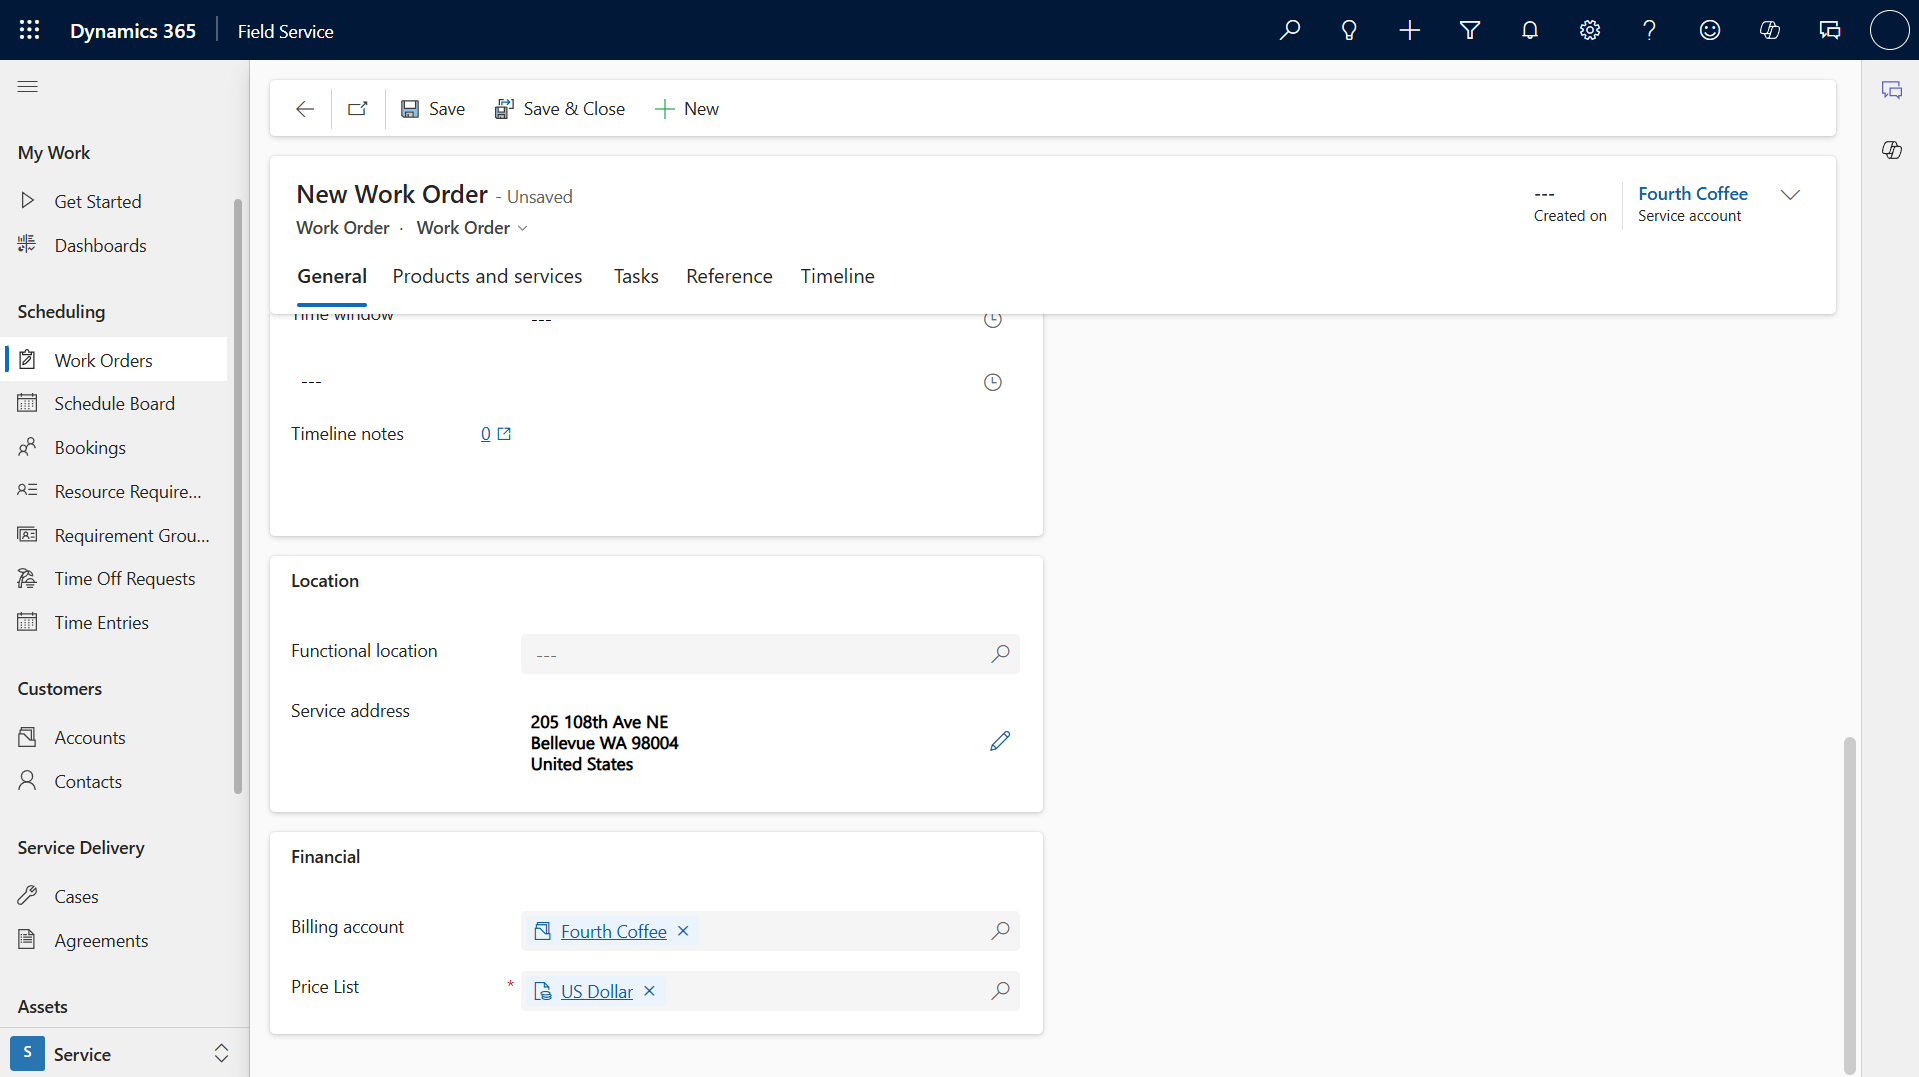 Dynamics 365
Field Service
Save
Save & Close
New
New Work Order - Unsaved
Work Order · Work Order
---
Created on
Fourth Coffee
Service account
General
Products and services
Tasks
Reference
Timeline
My Work
Get Started
Dashboards
Scheduling
Work Orders
Schedule Board
Bookings
Resource Require...
Requirement Grou...
Time Off Requests
Time Entries
Customers
Accounts
Contacts
Service Delivery
Cases
Agreements
Assets
S Service
Time window ---
---
Timeline notes 0
Location
Functional location ---
Service address
205 108th Ave NE
Bellevue WA 98004
United States
Financial
Billing account Fourth Coffee
Price List * US Dollar